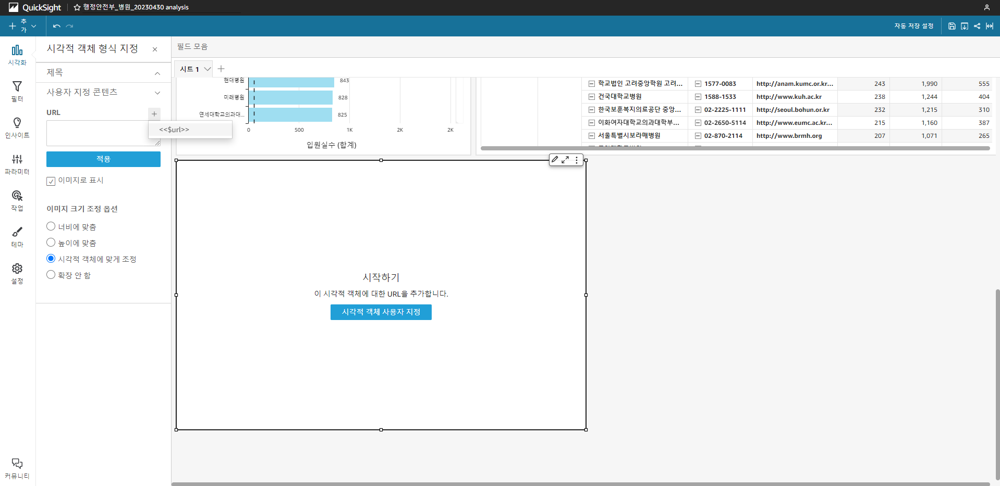 QuickSight
행정안전부_병원_20230430 analysis
추가
자동 저장 설정
시각화
필터
인사이트
파라미터
작업
테마
설정
커뮤니티
시각적 객체 형식 지정
제목
사용자 지정 콘텐츠
URL
<<$url>>
적용
이미지로 표시
이미지 크기 조정 옵션
너비에 맞춤
높이에 맞춤
시각적 객체에 맞게 조정
확장 안 함
필드 모음
시트 1
현대병원 843
미래병원 828
연세대학교의과대... 825
0 500 1K 2K 2K
입원실수 (합계)
학교법인 고려중앙학원 고려... 1577-0083 http://anam.kumc.or.kr... 243 1,990 555
건국대학교병원 1588-1533 http://www.kuh.ac.kr 238 1,244 404
한국보훈복지의료공단 중앙... 02-2225-1111 http://seoul.bohun.or.kr 232 1,215 310
이화여자대학교의과대학부... 02-2650-5114 http://www.eumc.ac.kr... 215 1,160 387
서울특별시보라매병원 02-870-2114 http://www.brmh.org 207 1,071 265
시작하기
이 시각적 객체에 대한 URL을 추가합니다.
시각적 객체 사용자 지정